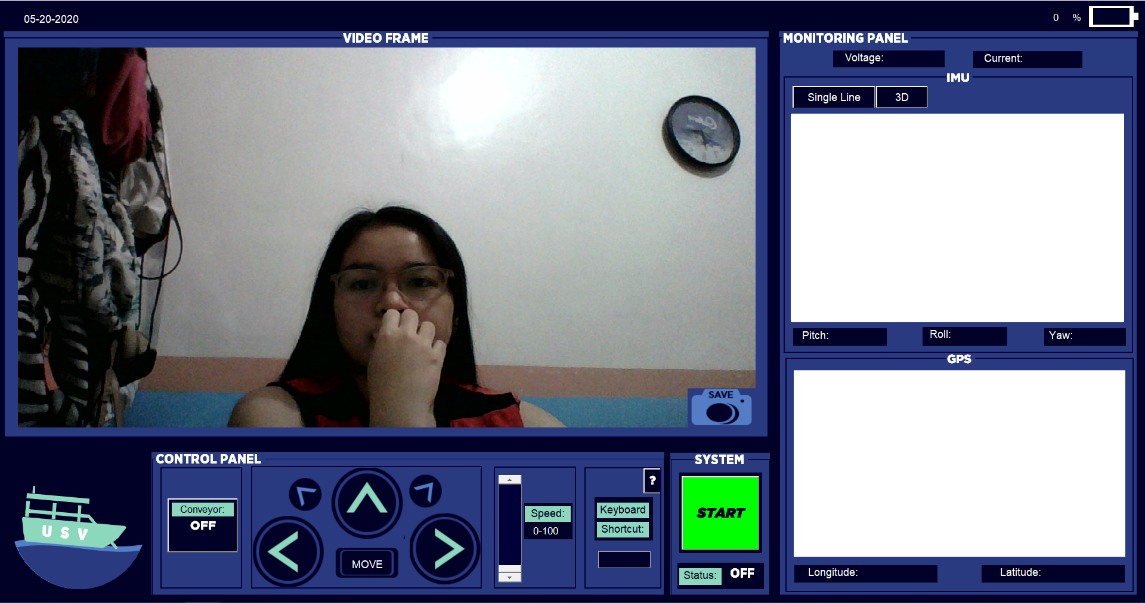 05-20-2020
0 %
VIDEO FRAME
SAVE
MONITORING PANEL
Voltage:
Current:
IMU
Single Line
3D
Pitch:
Roll:
Yaw:
GPS
Longitude:
Latitude:
USV
CONTROL PANEL
Conveyor:
OFF
MOVE
Speed:
0-100
?
Keyboard
Shortcut:
SYSTEM
START
Status: OFF